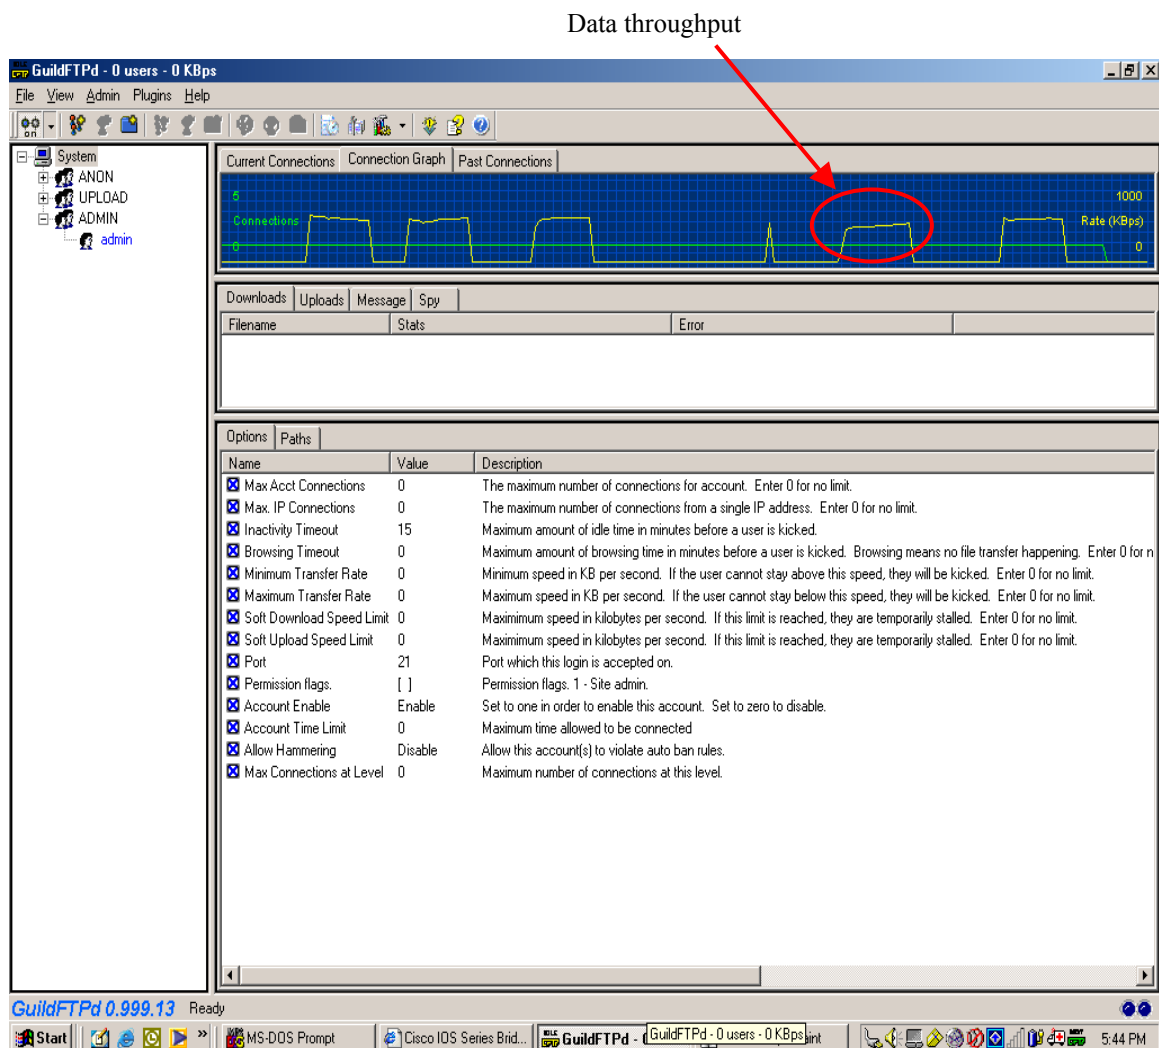 Data throughput
GuildFTPd - 0 users - 0 KBps
File View Admin Plugins Help
on
System
ANON
UPLOAD
ADMIN
admin
Current Connections Connection Graph Past Connections
5 1000
Connections Rate (KBps)
0 0
Downloads Uploads Message Spy
Filename Stats Error
Options Paths
Name Value Description
Max Acct Connections 0 The maximum number of connections for account. Enter 0 for no limit.
Max. IP Connections 0 The maximum number of connections from a single IP address. Enter 0 for no limit.
Inactivity Timeout 15 Maximum amount of idle time in minutes before a user is kicked.
Browsing Timeout 0 Maximum amount of browsing time in minutes before a user is kicked. Browsing means no file transfer happening. Enter 0 for n
Minimum Transfer Rate 0 Minimum speed in KB per second. If the user cannot stay above this speed, they will be kicked. Enter 0 for no limit.
Maximum Transfer Rate 0 Maximum speed in KB per second. If the user cannot stay below this speed, they will be kicked. Enter 0 for no limit.
Soft Download Speed Limit 0 Maximimum speed in kilobytes per second. If this limit is reached, they are temporarily stalled. Enter 0 for no limit.
Soft Upload Speed Limit 0 Maximimum speed in kilobytes per second. If this limit is reached, they are temporarily stalled. Enter 0 for no limit.
Port 21 Port which this login is accepted on.
Permission flags. [ ] Permission flags. 1 - Site admin.
Account Enable Enable Set to one in order to enable this account. Set to zero to disable.
Account Time Limit 0 Maximum time allowed to be connected
Allow Hammering Disable Allow this account(s) to violate auto ban rules.
Max Connections at Level 0 Maximum number of connections at this level.
GuildFTPd 0.999.13 Ready
Start » MS-DOS Prompt Cisco IOS Series Brid... GuildFTPd - GuildFTPd - 0 users - 0 KBps aint 5:44 PM